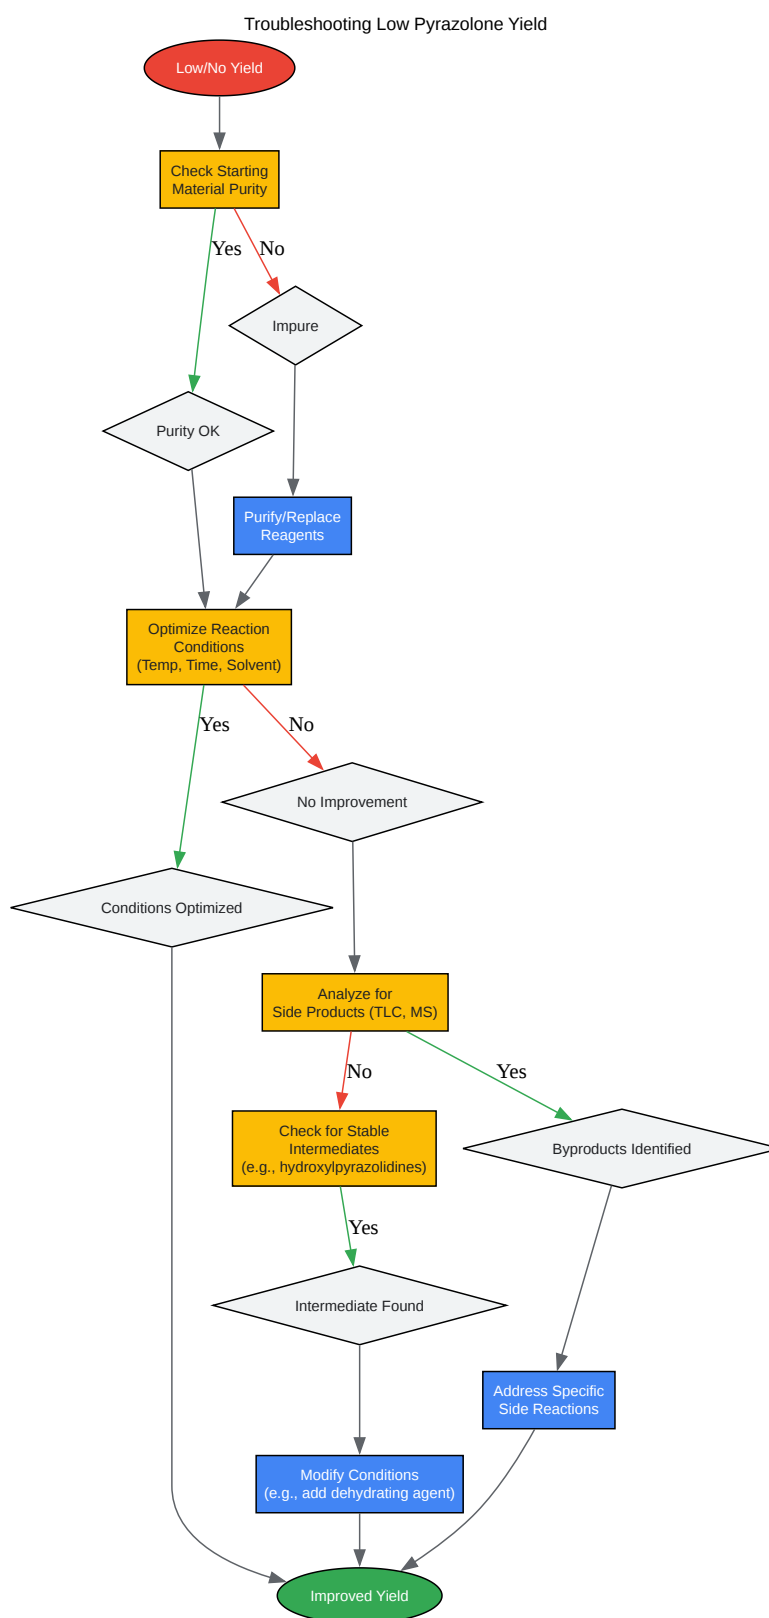 Troubleshooting Low Pyrazolone Yield
Low/No Yield
Check Starting
Material Purity
Yes
No
Impure
Purity OK
Purify/Replace
Reagents
Optimize Reaction
Conditions
(Temp, Time, Solvent)
Yes
No
No Improvement
Conditions Optimized
Analyze for
Side Products (TLC, MS)
No
Yes
Check for Stable
Intermediates
(e.g., hydroxylpyrazolidines)
Byproducts Identified
Yes
Intermediate Found
Address Specific
Side Reactions
Modify Conditions
(e.g., add dehydrating agent)
Improved Yield